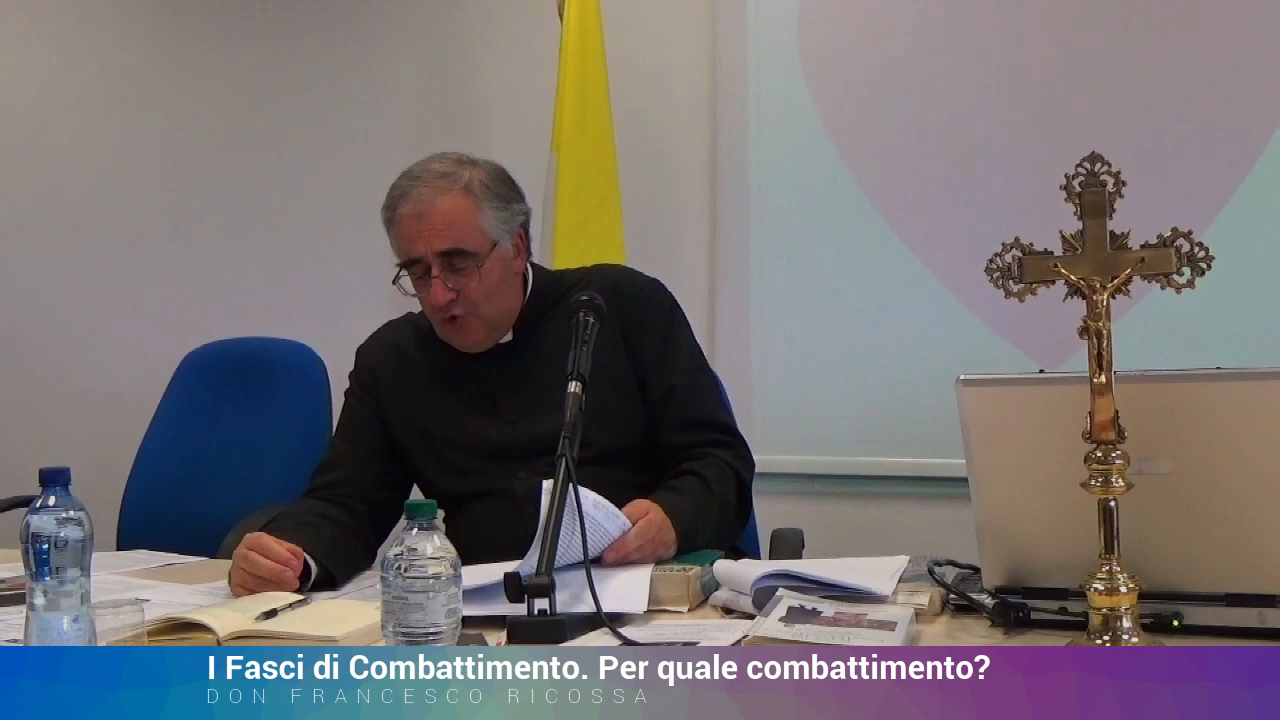 I Fasci di Combattimento. Per quale combattimento?
DON FRANCESCO RICOSSA